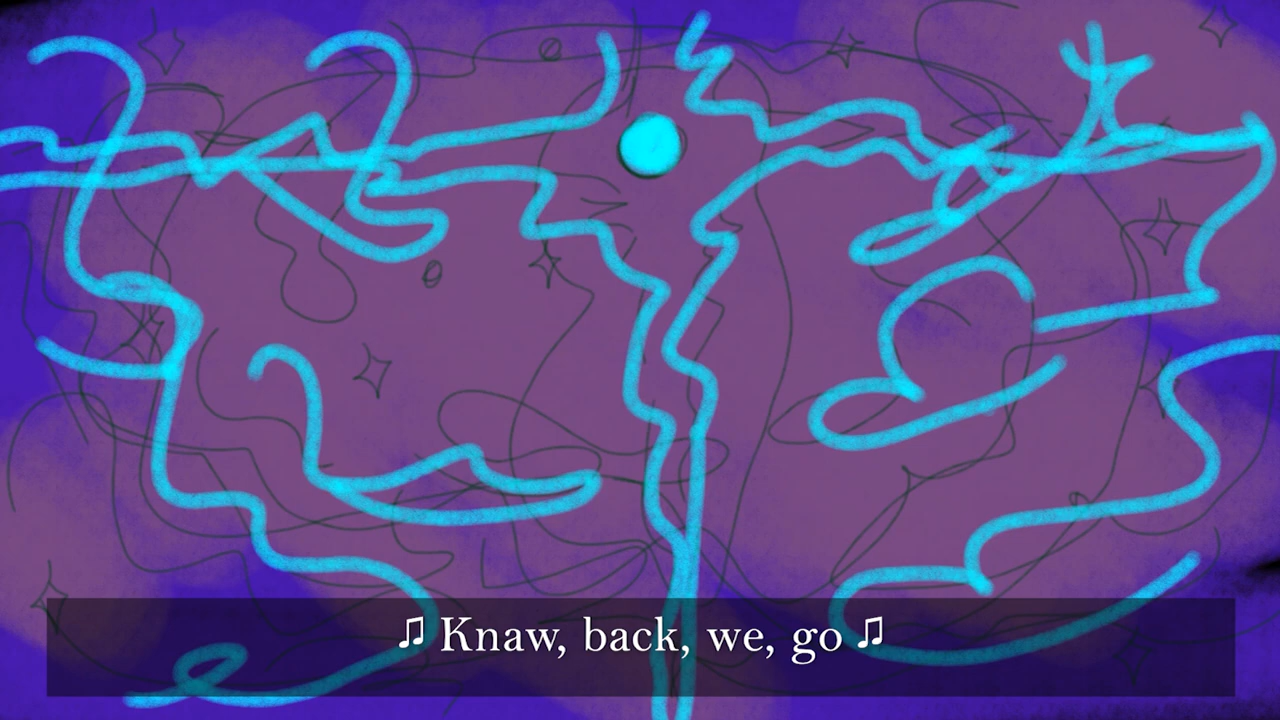 ♫ Knaw, back, we, go ♫